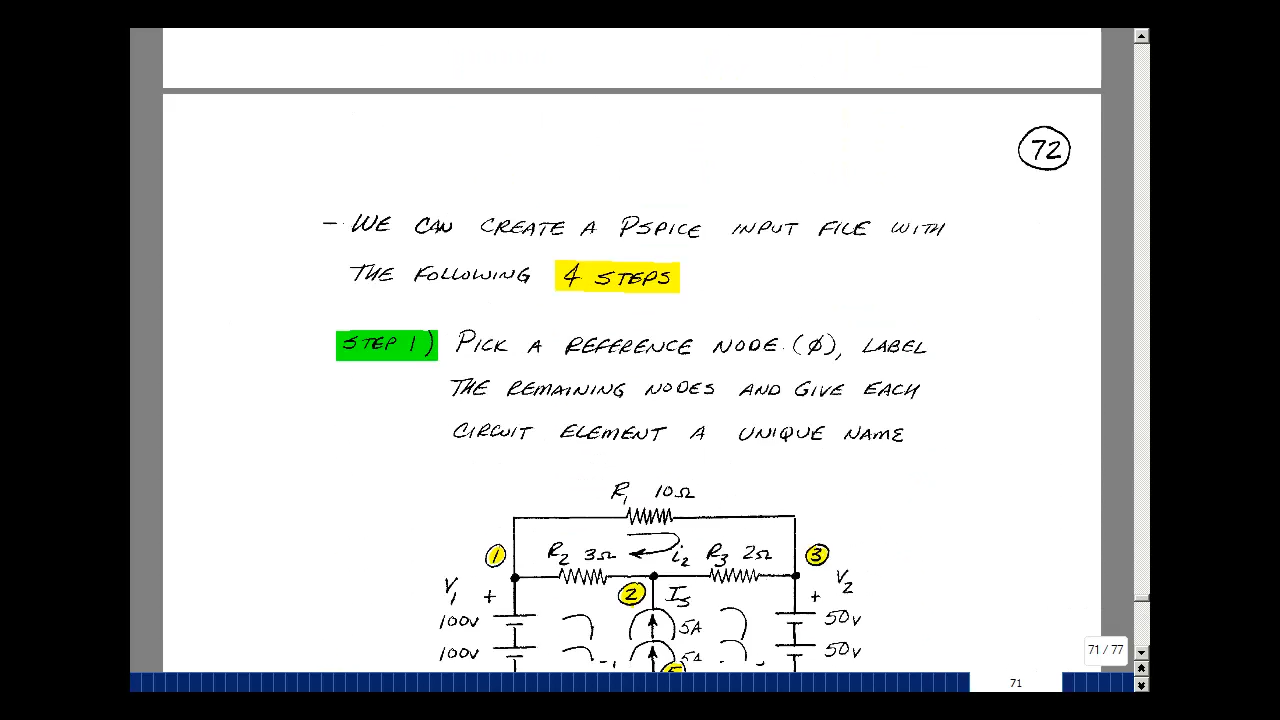 72
- WE CAN CREATE A PSPICE INPUT FILE WITH
THE FOLLOWING 4 STEPS
STEP 1) PICK A REFERENCE NODE (Ø), LABEL
THE REMAINING NODES AND GIVE EACH
CIRCUIT ELEMENT A UNIQUE NAME
R1 10Ω
1 R2 3Ω i2 R3 2Ω 3
V1 + 2 IS + V2
100V 5A 50V
100V 5A 50V
71 / 77
71